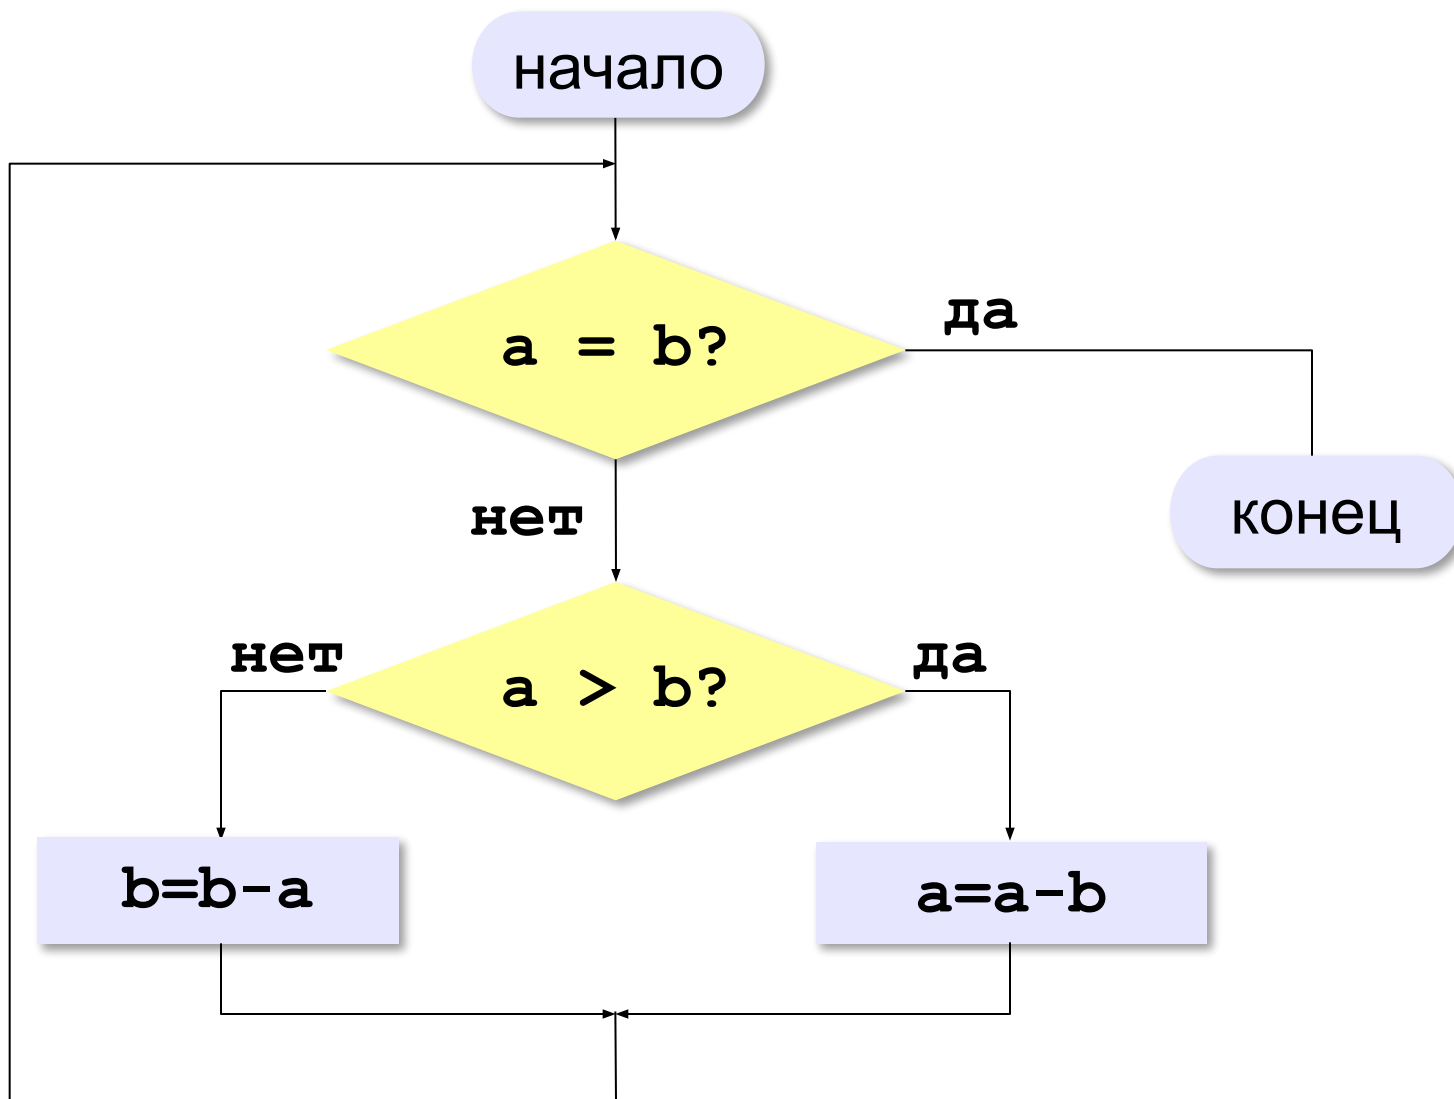 начало
a = b?
да
нет
конец
нет
a > b?
да
b=b-a
a=a-b